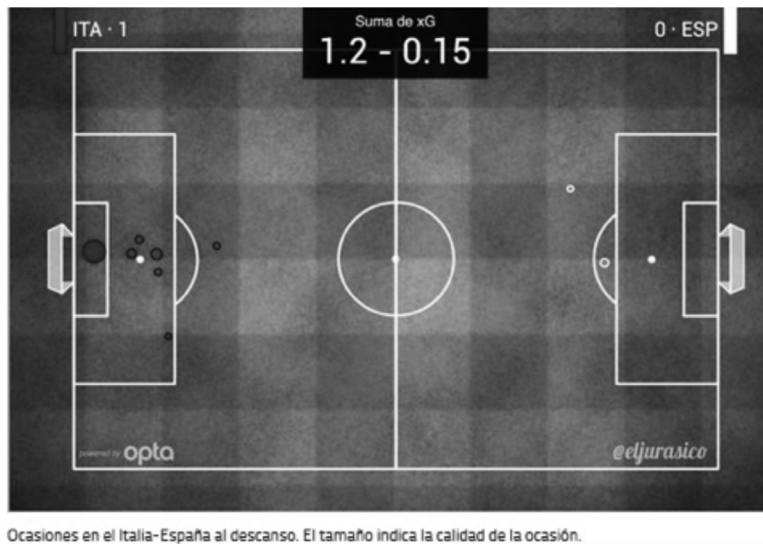 Suma de xG
ITA · 1
0 · ESP
1.2 - 0.15
powered by opta
@eljurasico
Ocasiones en el Italia-España al descanso. El tamaño indica la calidad de la ocasión.